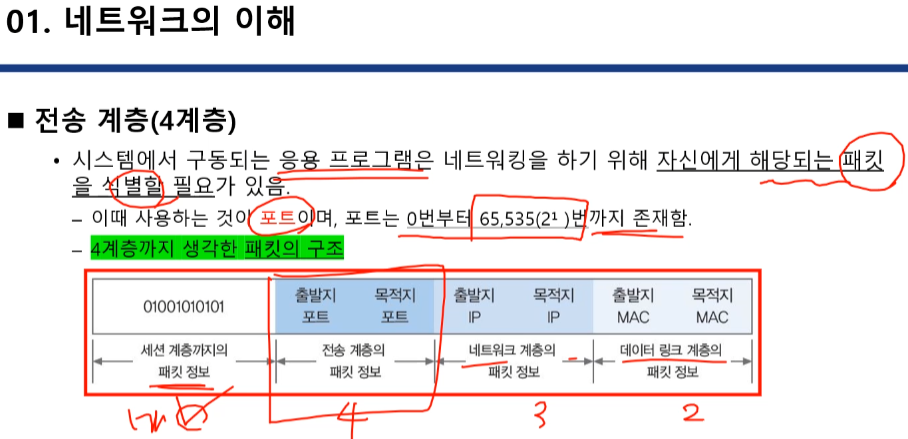 01. 네트워크의 이해
■ 전송 계층(4계층)
• 시스템에서 구동되는 응용 프로그램은 네트워킹을 하기 위해 자신에게 해당되는 패킷
을 식별할 필요가 있음.
– 이때 사용하는 것이 포트이며, 포트는 0번부터 65,535(2¹ )번까지 존재함.
– 4계층까지 생각한 패킷의 구조
01001010101
출발지 포트
목적지 포트
출발지 IP
목적지 IP
출발지 MAC
목적지 MAC
세션 계층까지의 패킷 정보
전송 계층의 패킷 정보
네트워크 계층의 패킷 정보
데이터 링크 계층의 패킷 정보
4
3
2